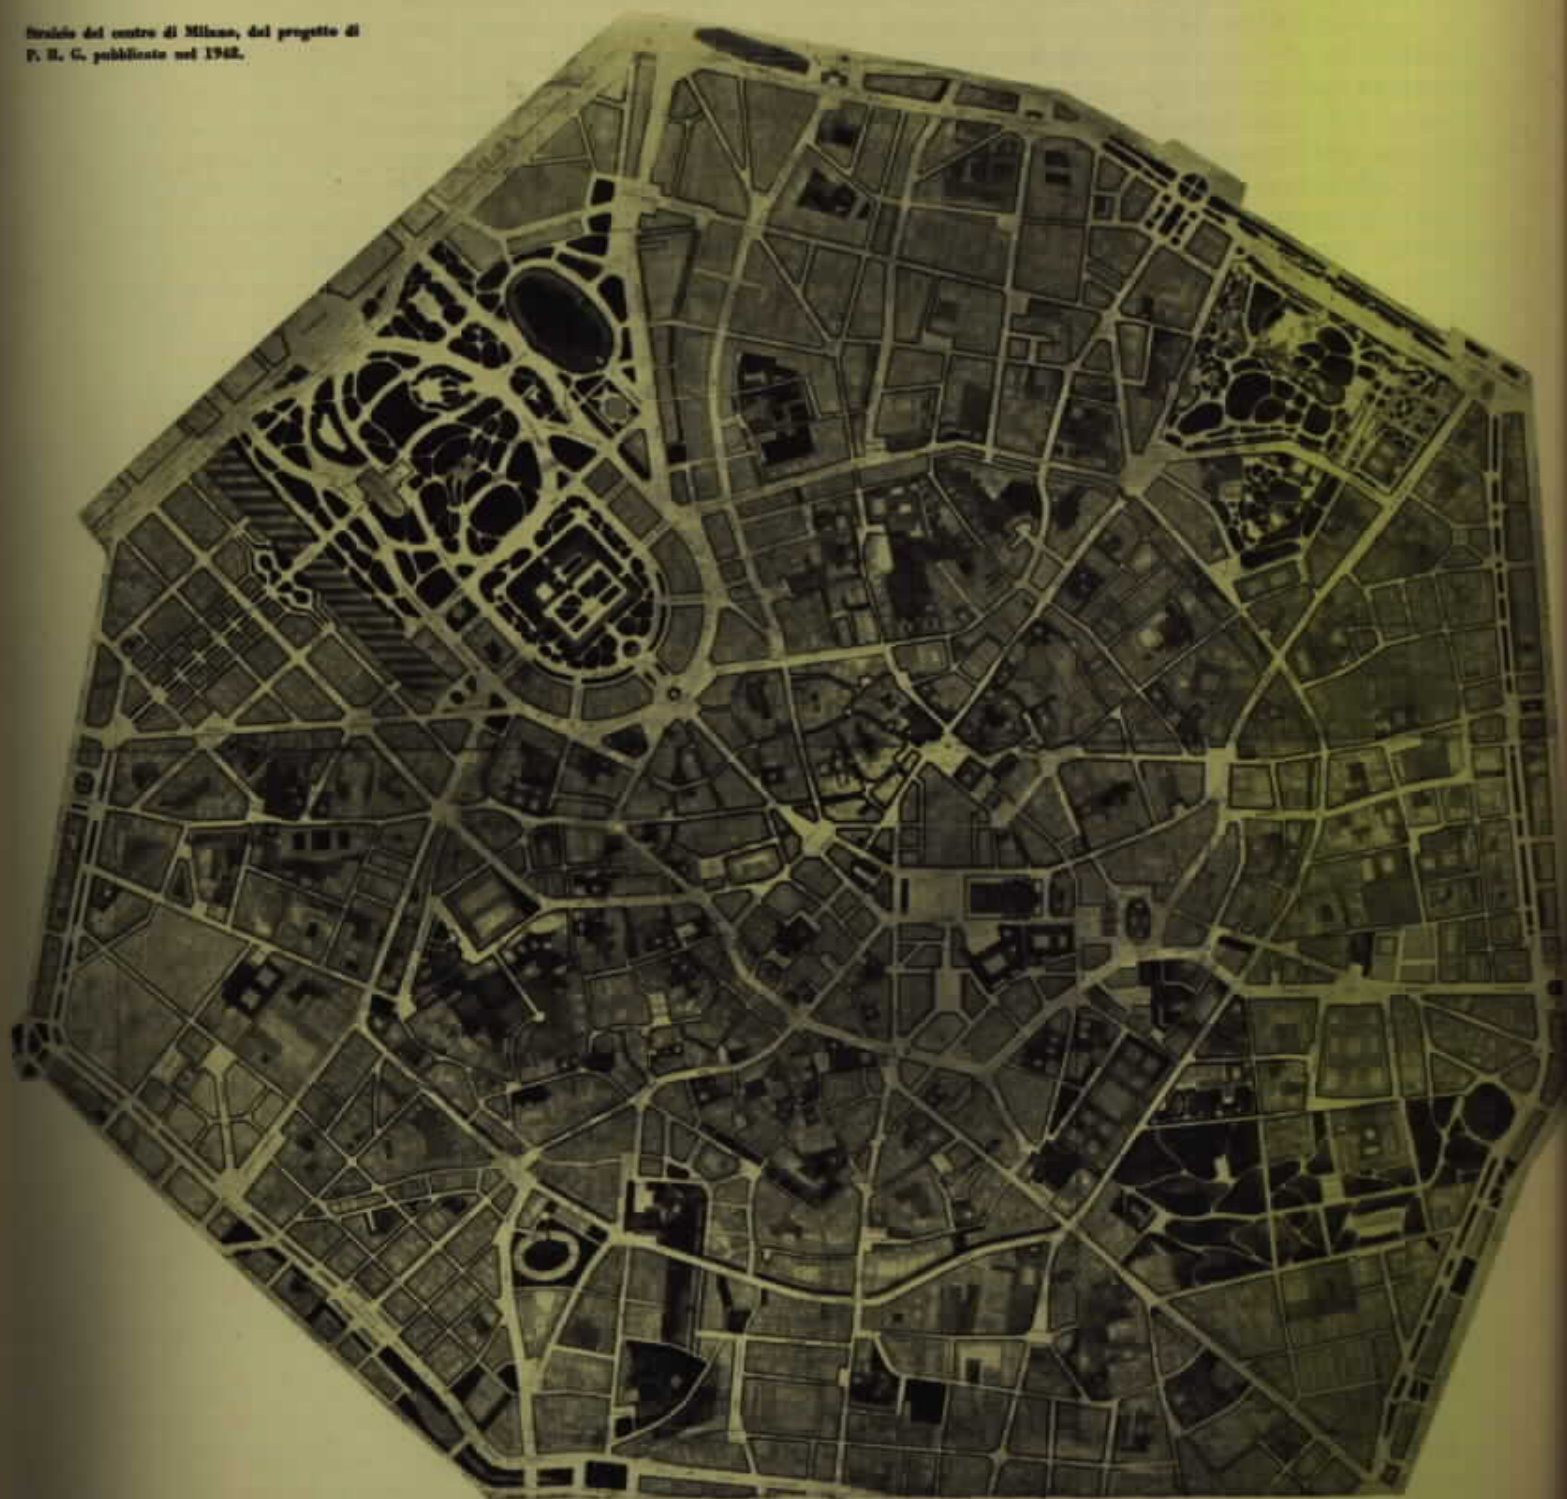 Stralcio del centro di Milano, dal progetto di
P. R. G. pubblicato nel 1948.